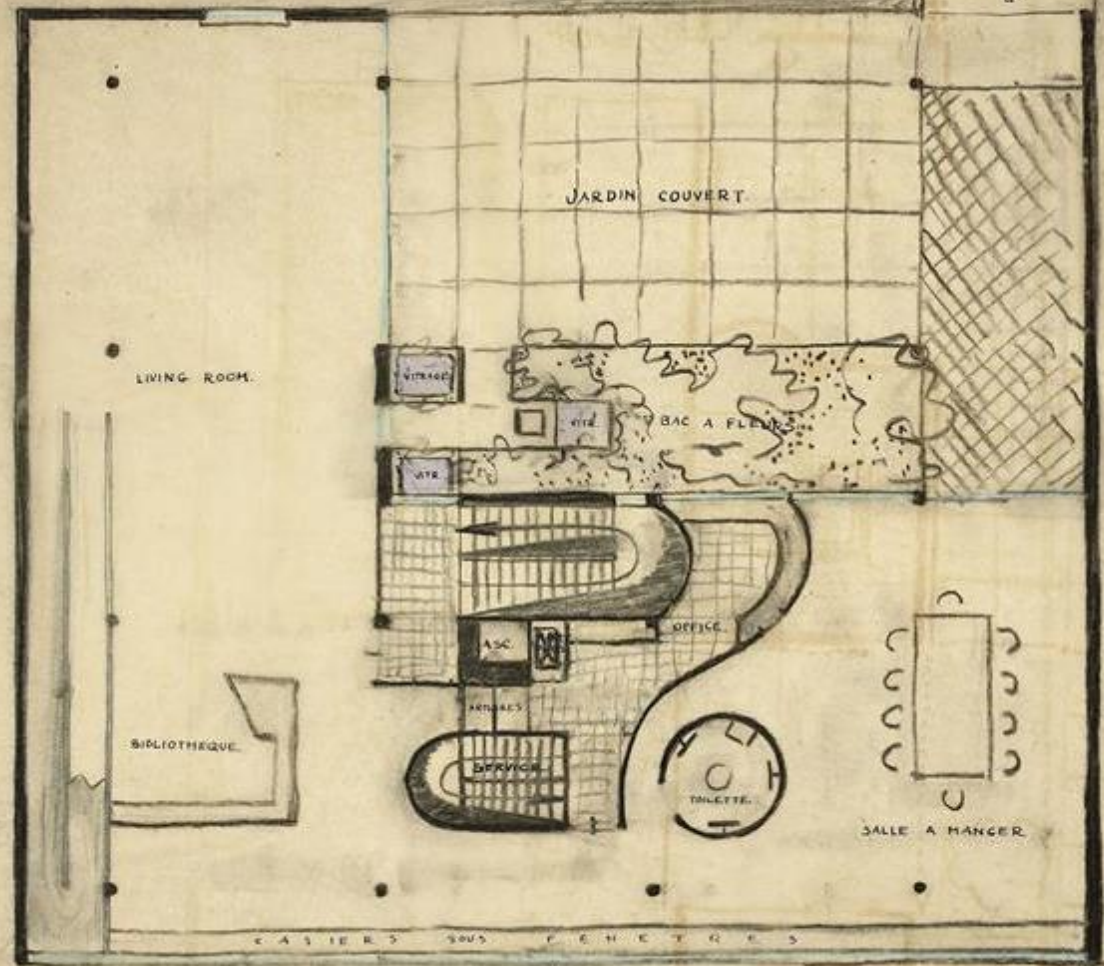 JARDIN COUVERT.
LIVING ROOM.
VITRAGE
VITR.
BAC A FLEURS
VITR
OFFICE.
ASC.
ARMOIRES
BIBLIOTHEQUE.
SERVICE.
TOILETTE.
SALLE A MANGER
CASIERS SOUS FENETRES